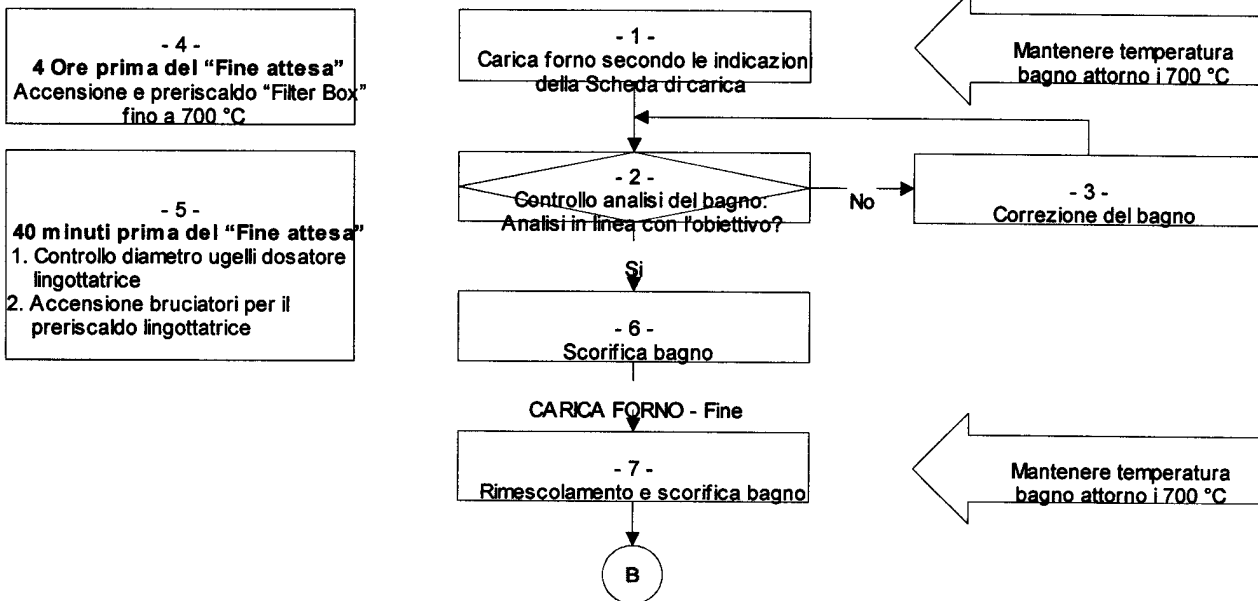 - 4 -
4 Ore prima del "Fine attesa"
Accensione e preriscaldo "Filter Box"
fino a 700 °C
- 5 -
40 minuti prima del "Fine attesa"
1. Controllo diametro ugelli dosatore
lingottatrice
2. Accensione bruciatori per il
preriscaldo lingottatrice
- 1 -
Carica forno secondo le indicazioni
della Scheda di carica
Mantenere temperatura
bagno attorno i 700 °C
- 2 -
Controllo analisi del bagno:
Analisi in linea con l'obiettivo?
No
- 3 -
Correzione del bagno
Si
- 6 -
Scorifica bagno
CARICA FORNO - Fine
- 7 -
Rimescolamento e scorifica bagno
Mantenere temperatura
bagno attorno i 700 °C
B